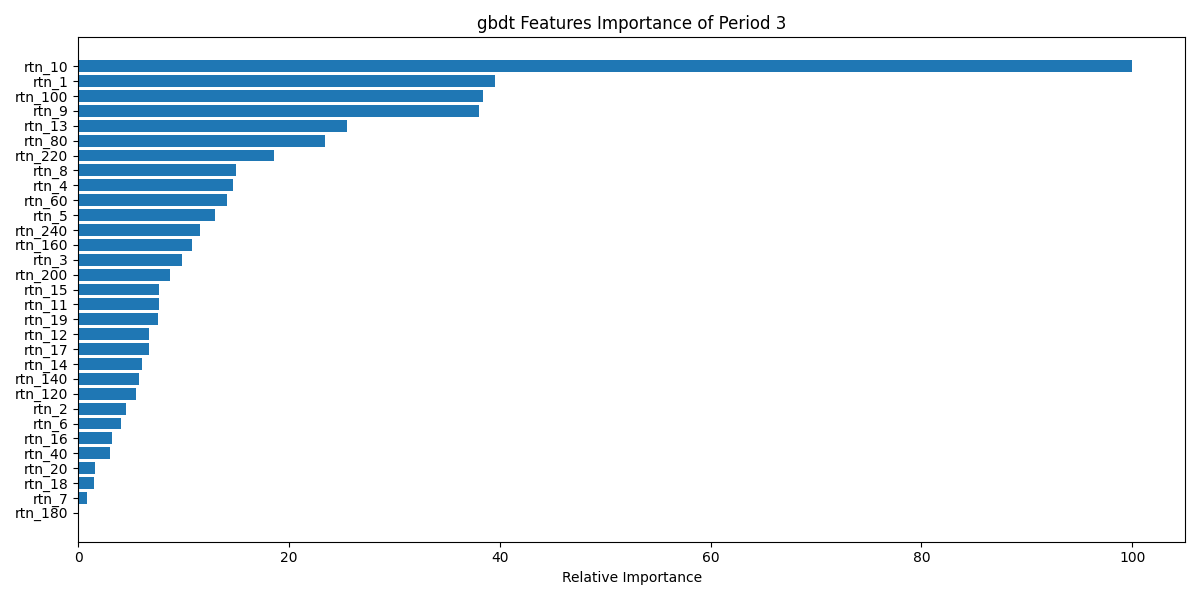 gbdt Features Importance of Period 3
rtn_10
rtn_1
rtn_100
rtn_9
rtn_13
rtn_80
rtn_220
rtn_8
rtn_4
rtn_60
rtn_5
rtn_240
rtn_160
rtn_3
rtn_200
rtn_15
rtn_11
rtn_19
rtn_12
rtn_17
rtn_14
rtn_140
rtn_120
rtn_2
rtn_6
rtn_16
rtn_40
rtn_20
rtn_18
rtn_7
rtn_180
0 20 40 60 80 100
Relative Importance